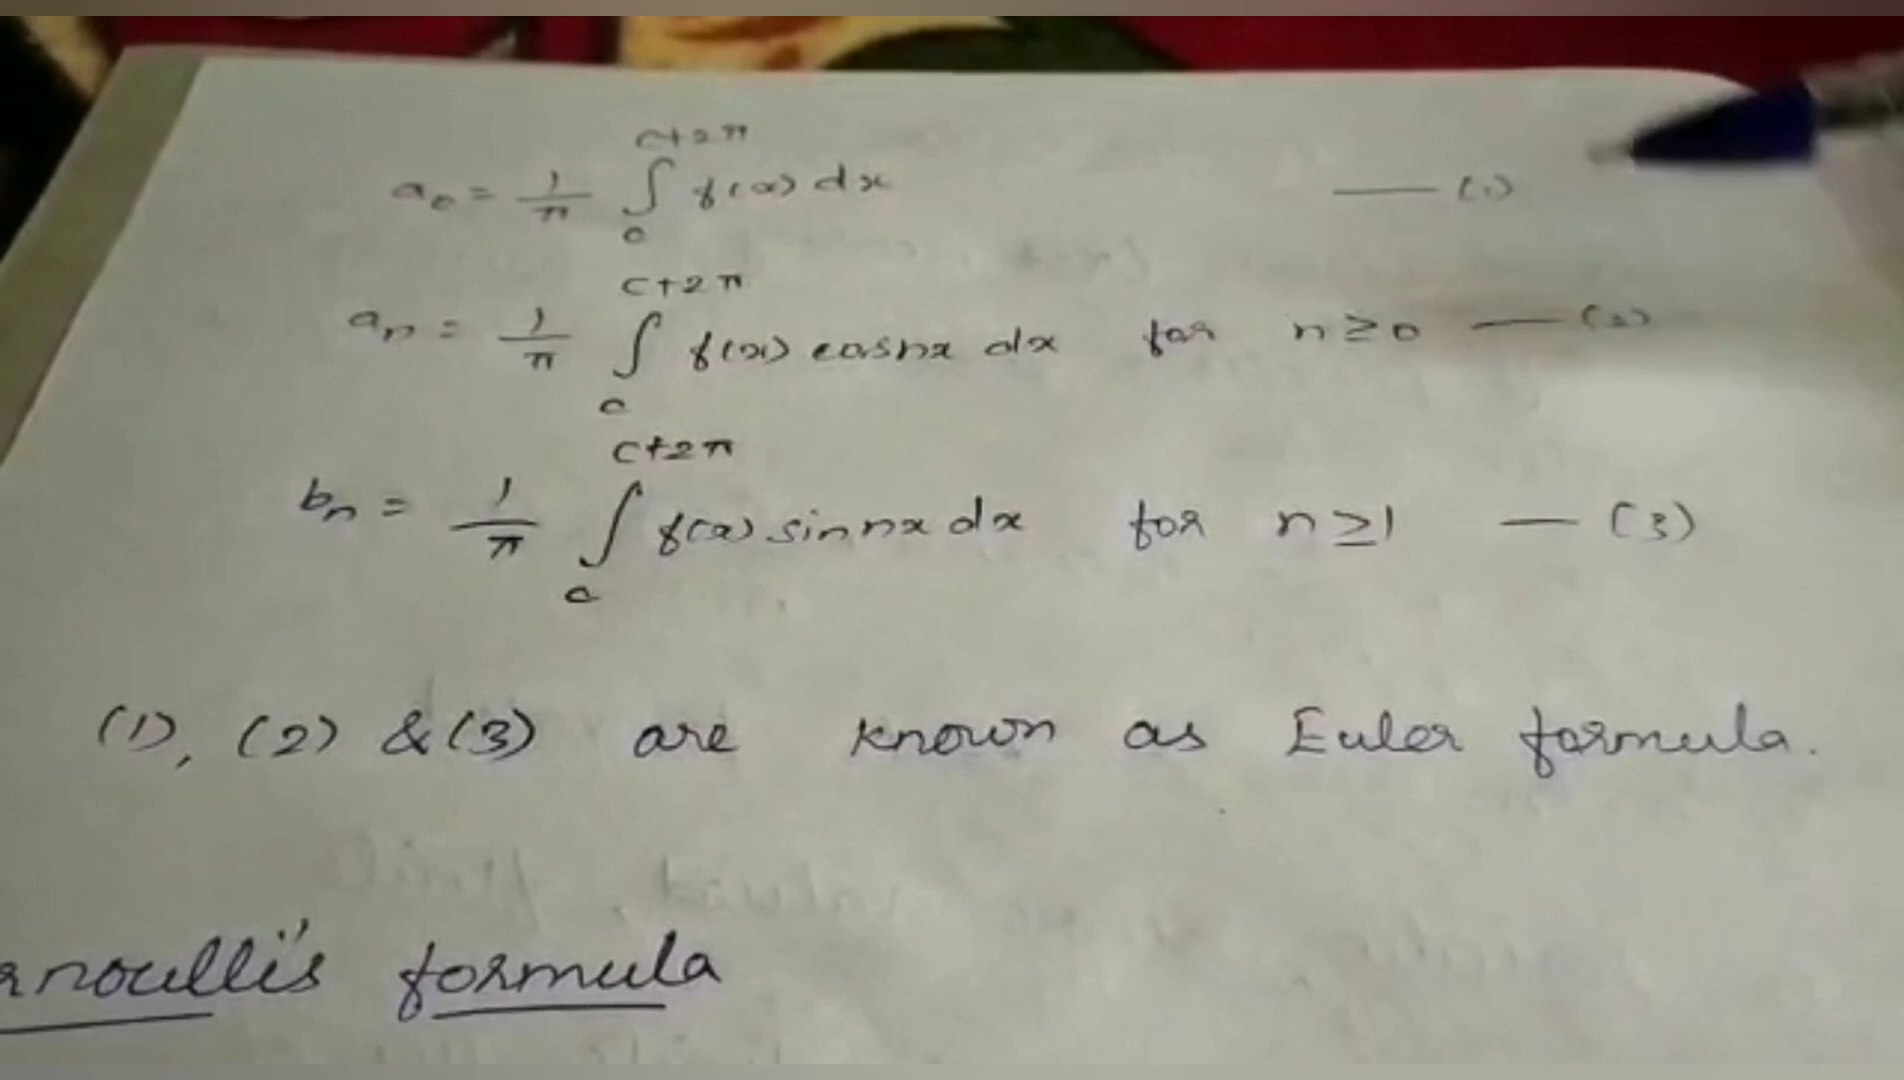 a₀ = 1/π ∫_c^{c+2π} f(x) dx —— (1)
aₙ = 1/π ∫_c^{c+2π} f(x) cosnx dx for n ≥ 0 — (2)
bₙ = 1/π ∫_c^{c+2π} f(x) sinnx dx for n ≥ 1 — (3)
(1), (2) & (3) are known as Euler formula.
rnoulli's formula